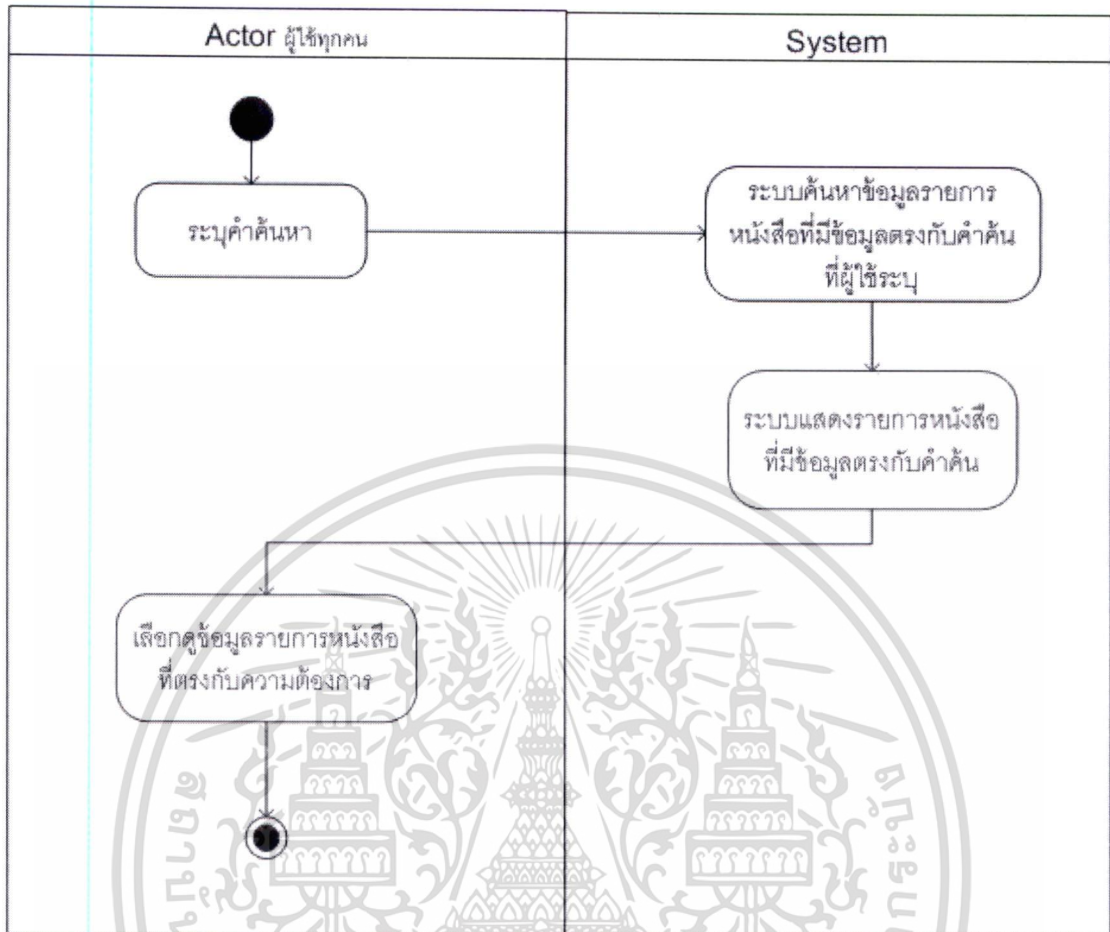 Actor ผู้ใช้ทุกคน
System
ระบุคำค้นหา
ระบบค้นหาข้อมูลรายการ
หนังสือที่มีข้อมูลตรงกับคำค้น
ที่ผู้ใช้ระบุ
ระบบแสดงรายการหนังสือ
ที่มีข้อมูลตรงกับคำค้น
เลือกดูข้อมูลรายการหนังสือ
ที่ตรงกับความต้องการ